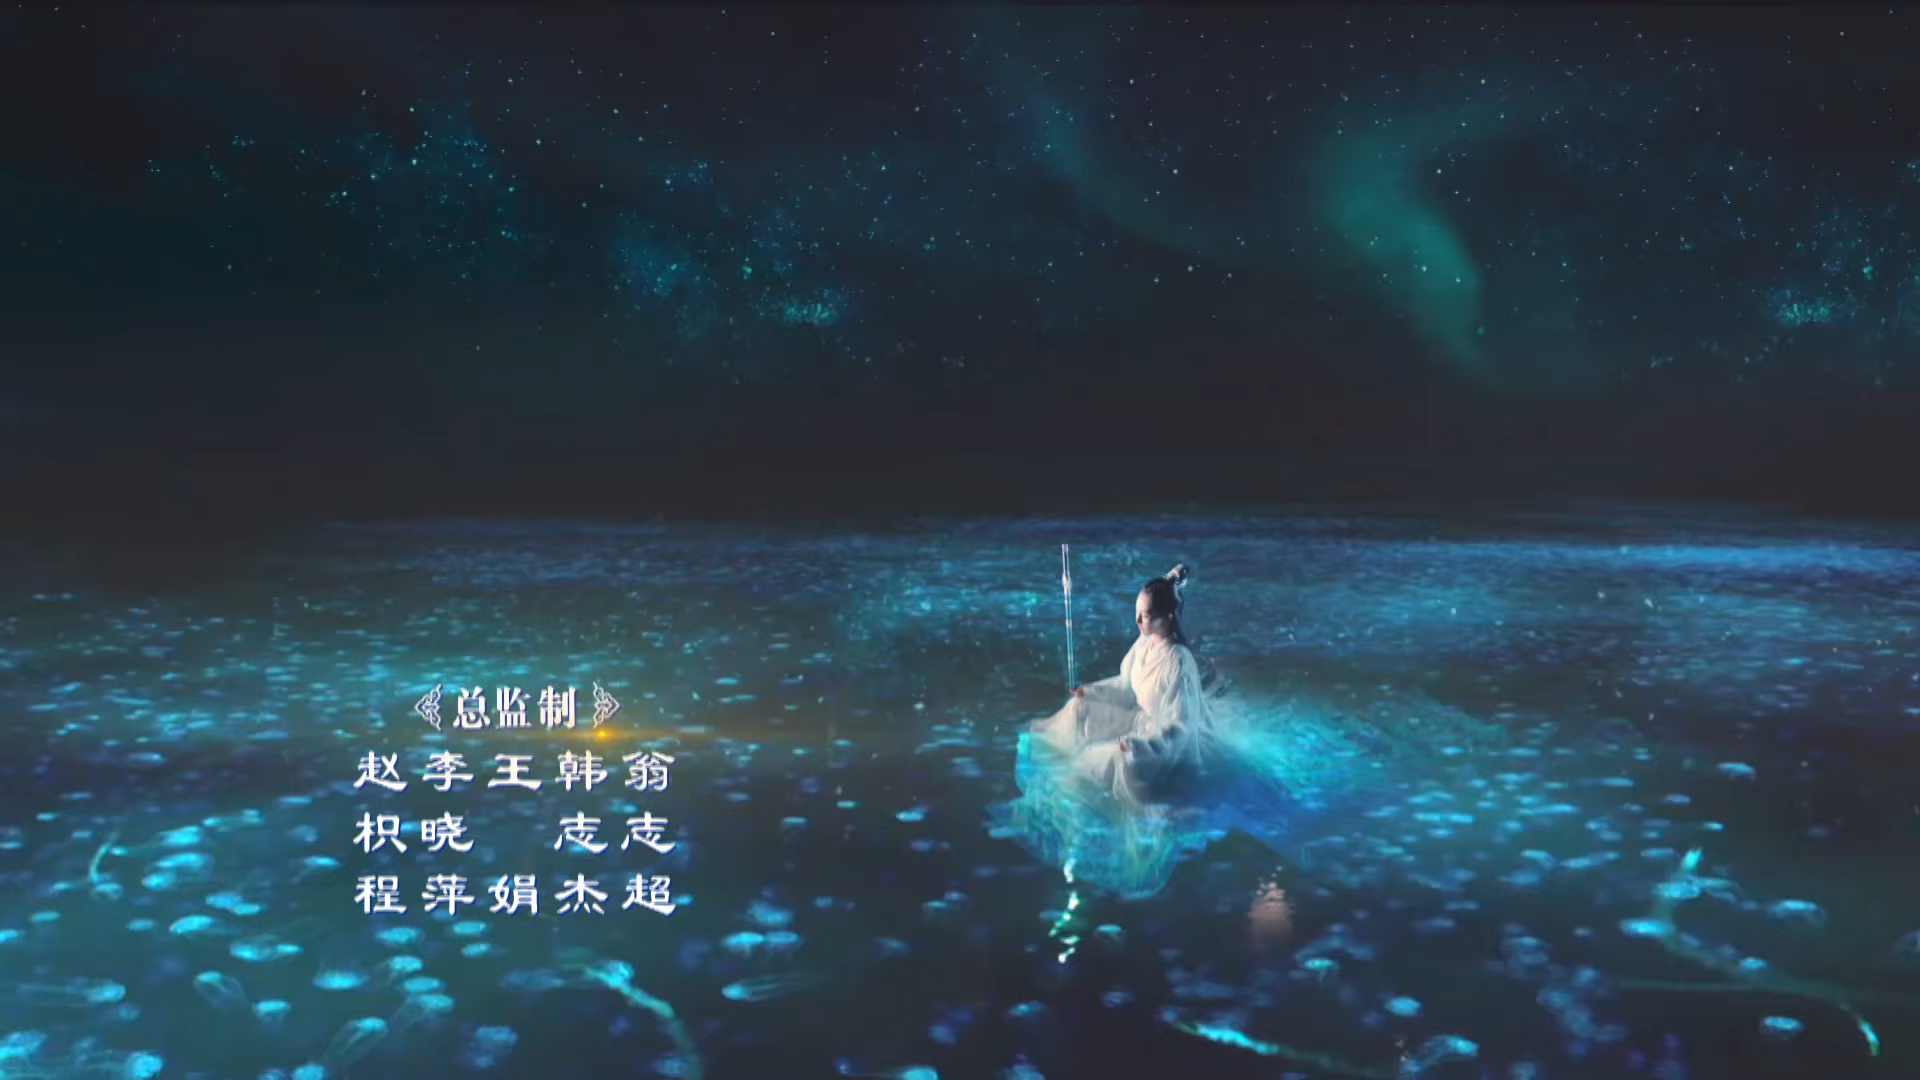 总监制
赵枳程
李晓萍
王娟
韩志杰
翁志超